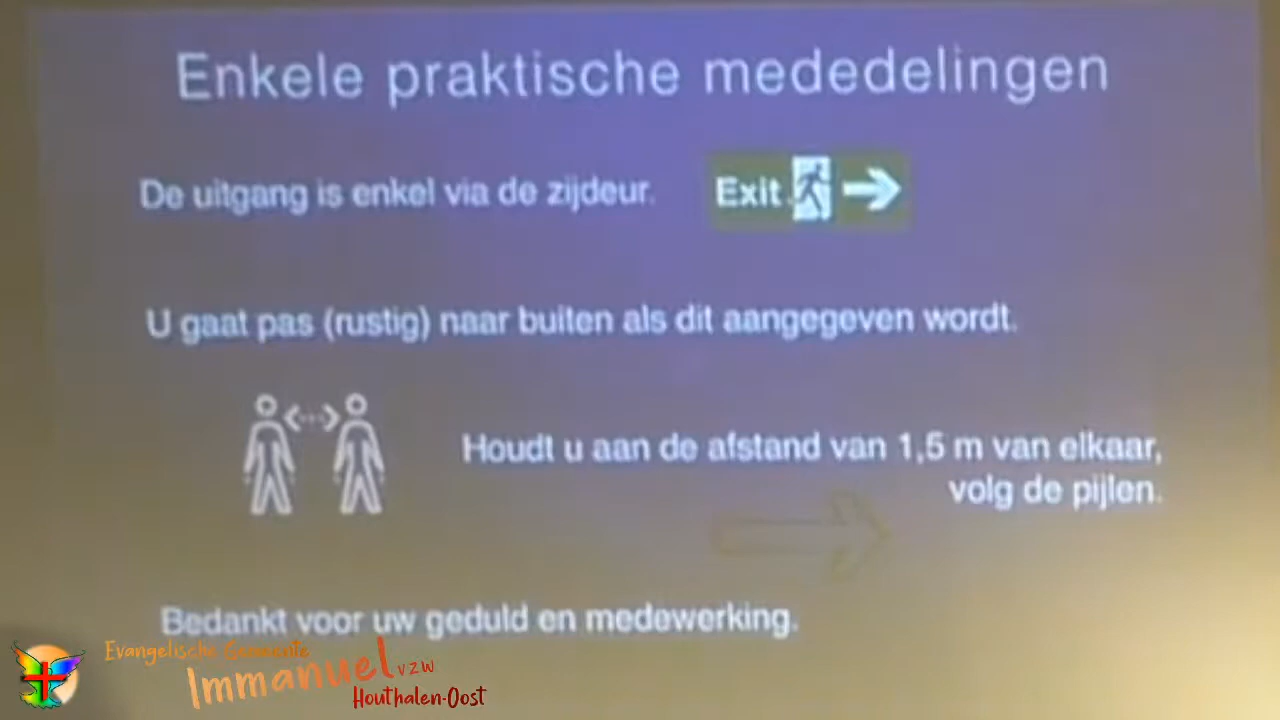 Enkele praktische mededelingen
De uitgang is enkel via de zijdeur.
Exit
U gaat pas (rustig) naar buiten als dit aangegeven wordt.
Houdt u aan de afstand van 1,5 m van elkaar,
volg de pijlen.
Bedankt voor uw geduld en medewerking.
Evangelische Gemeente
Immanuel vzw
Houthalen-Oost